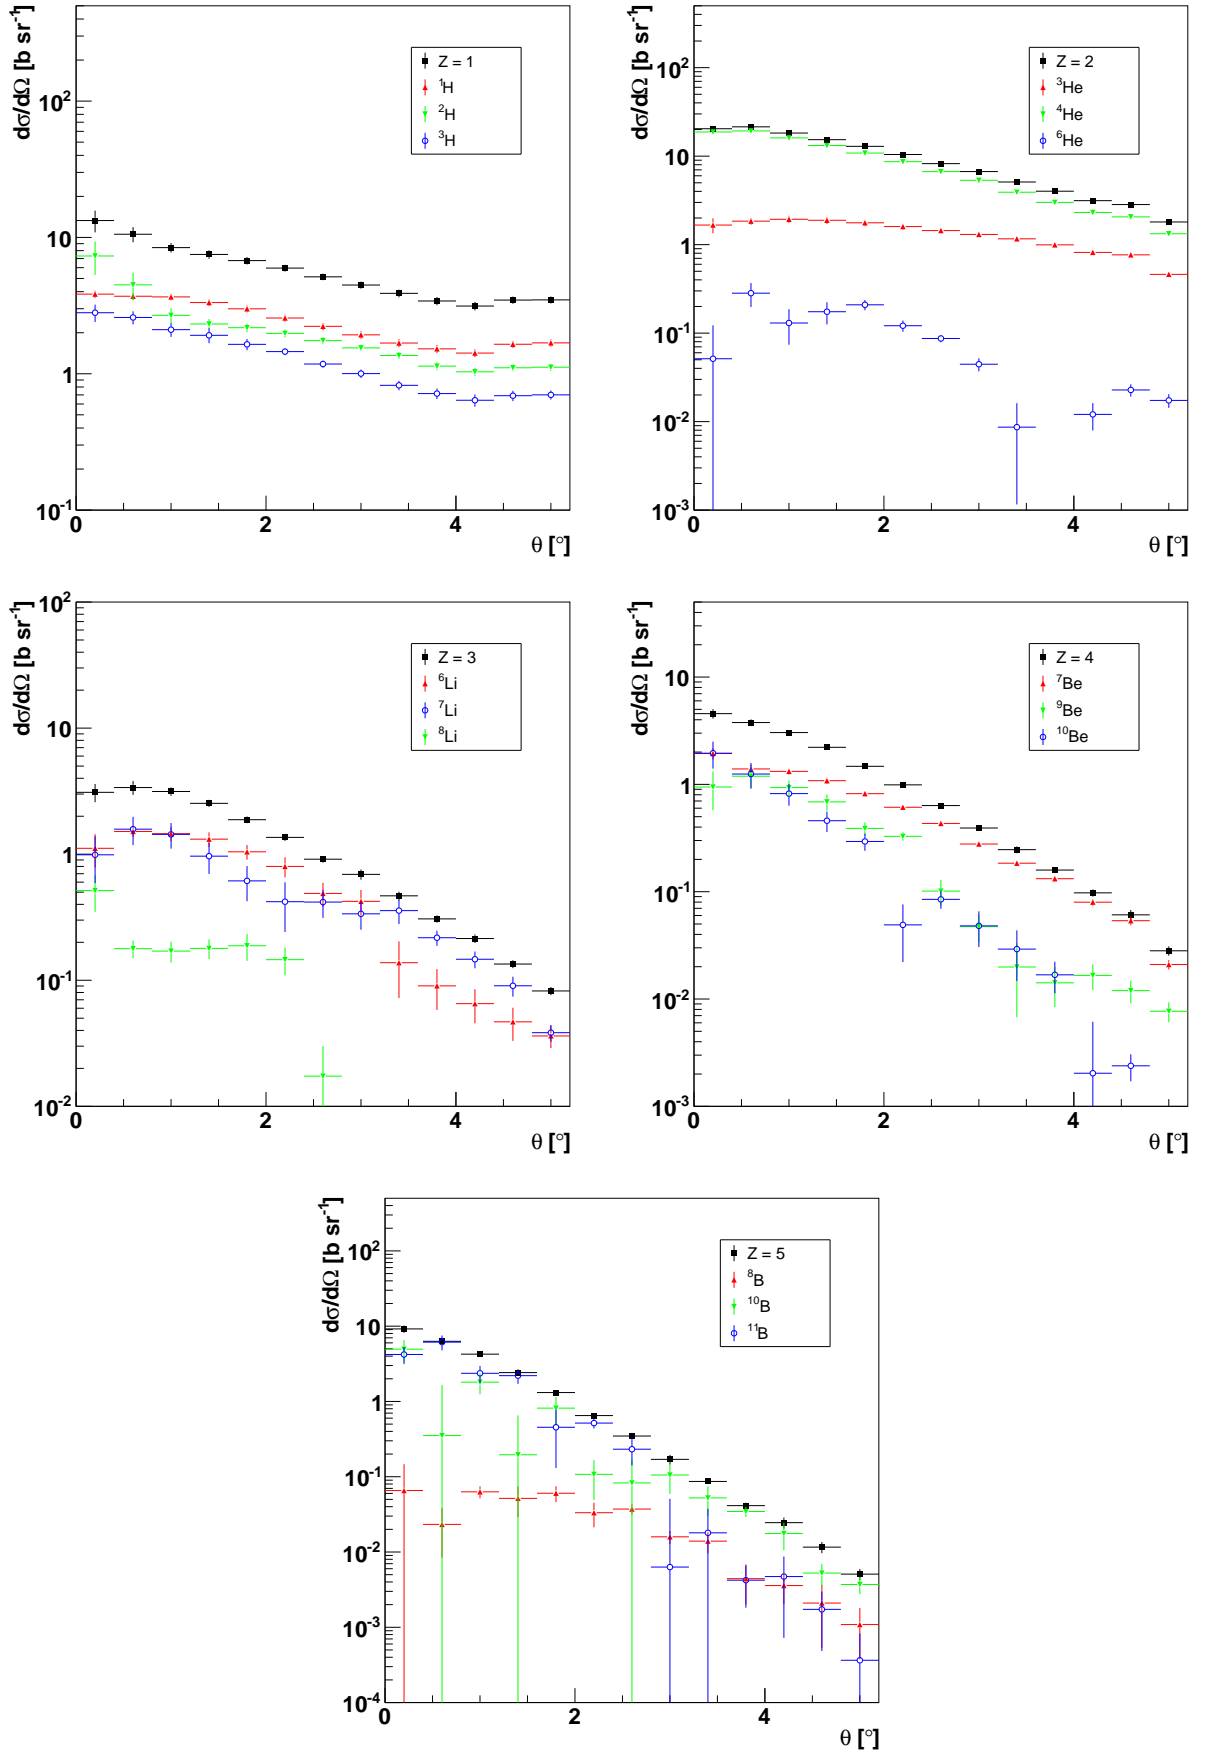 dσ/dΩ [b sr⁻¹]
Z = 1
¹H
²H
³H
10²
10
1
10⁻¹
0 2 4
θ [°]
dσ/dΩ [b sr⁻¹]
Z = 2
³He
⁴He
⁶He
10²
10
1
10⁻¹
10⁻²
10⁻³
0 2 4
θ [°]
dσ/dΩ [b sr⁻¹]
Z = 3
⁶Li
⁷Li
⁸Li
10²
10
1
10⁻¹
10⁻²
0 2 4
θ [°]
dσ/dΩ [b sr⁻¹]
Z = 4
⁷Be
⁹Be
¹⁰Be
10
1
10⁻¹
10⁻²
10⁻³
0 2 4
θ [°]
dσ/dΩ [b sr⁻¹]
Z = 5
⁸B
¹⁰B
¹¹B
10²
10
1
10⁻¹
10⁻²
10⁻³
10⁻⁴
0 2 4
θ [°]